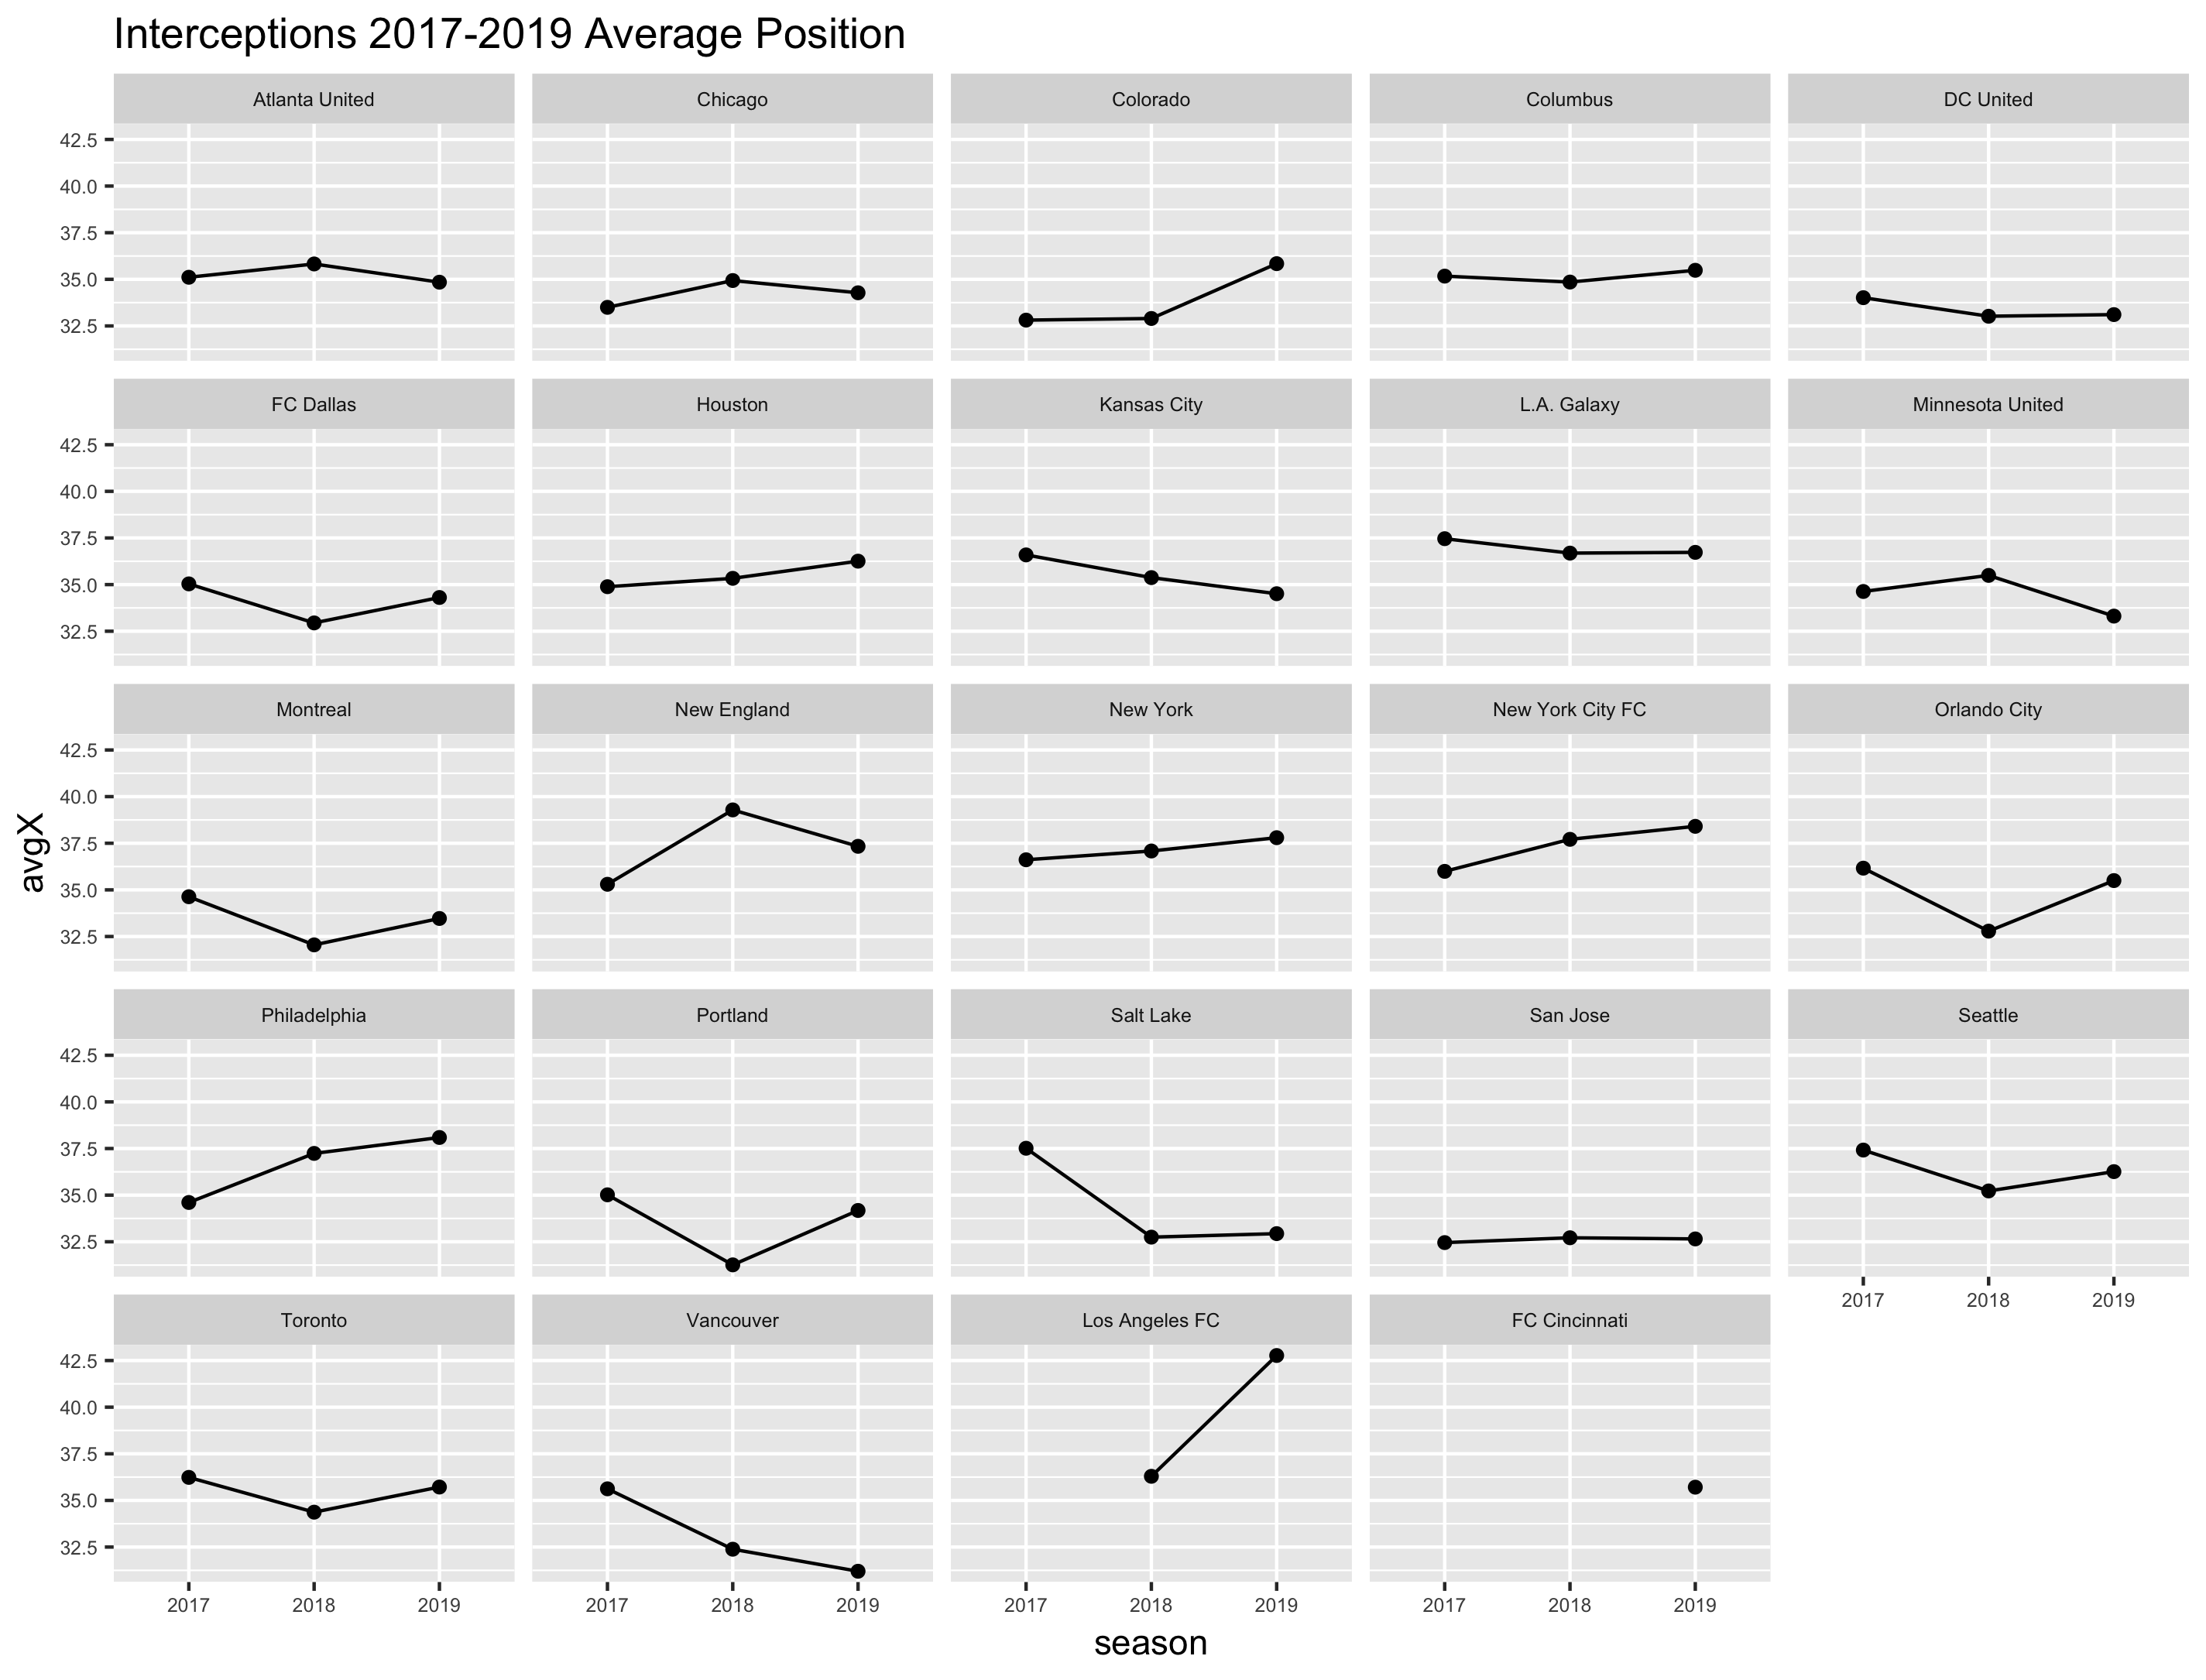 Interceptions 2017-2019 Average Position
Atlanta United Chicago Colorado Columbus DC United
42.5
40.0
37.5
35.0
32.5
FC Dallas Houston Kansas City L.A. Galaxy Minnesota United
42.5
40.0
37.5
35.0
32.5
Montreal New England New York New York City FC Orlando City
42.5
40.0
37.5
35.0
32.5
avgX
Philadelphia Portland Salt Lake San Jose Seattle
42.5
40.0
37.5
35.0
32.5
2017 2018 2019
Toronto Vancouver Los Angeles FC FC Cincinnati
42.5
40.0
37.5
35.0
32.5
2017 2018 2019 2017 2018 2019 2017 2018 2019 2017 2018 2019
season